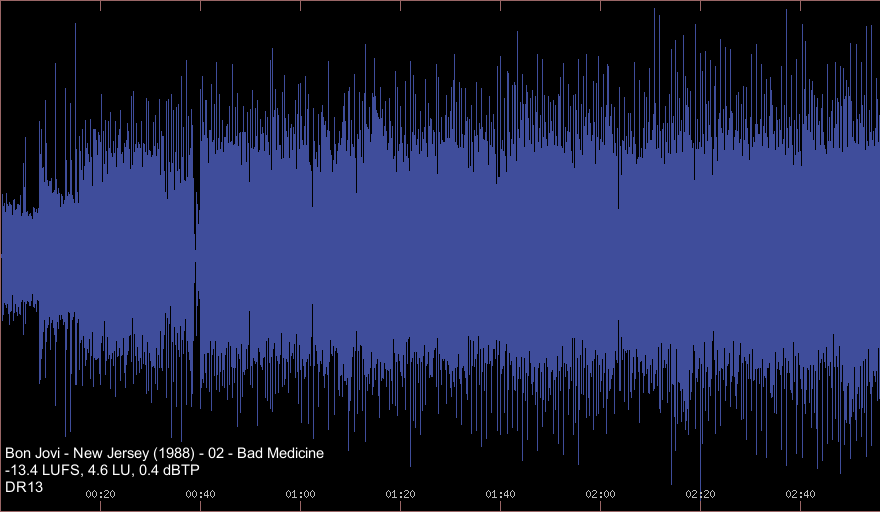 Bon Jovi - New Jersey (1988) - 02 - Bad Medicine
-13.4 LUFS, 4.6 LU, 0.4 dBTP
DR13
00:20 00:40 01:00 01:20 01:40 02:00 02:20 02:40